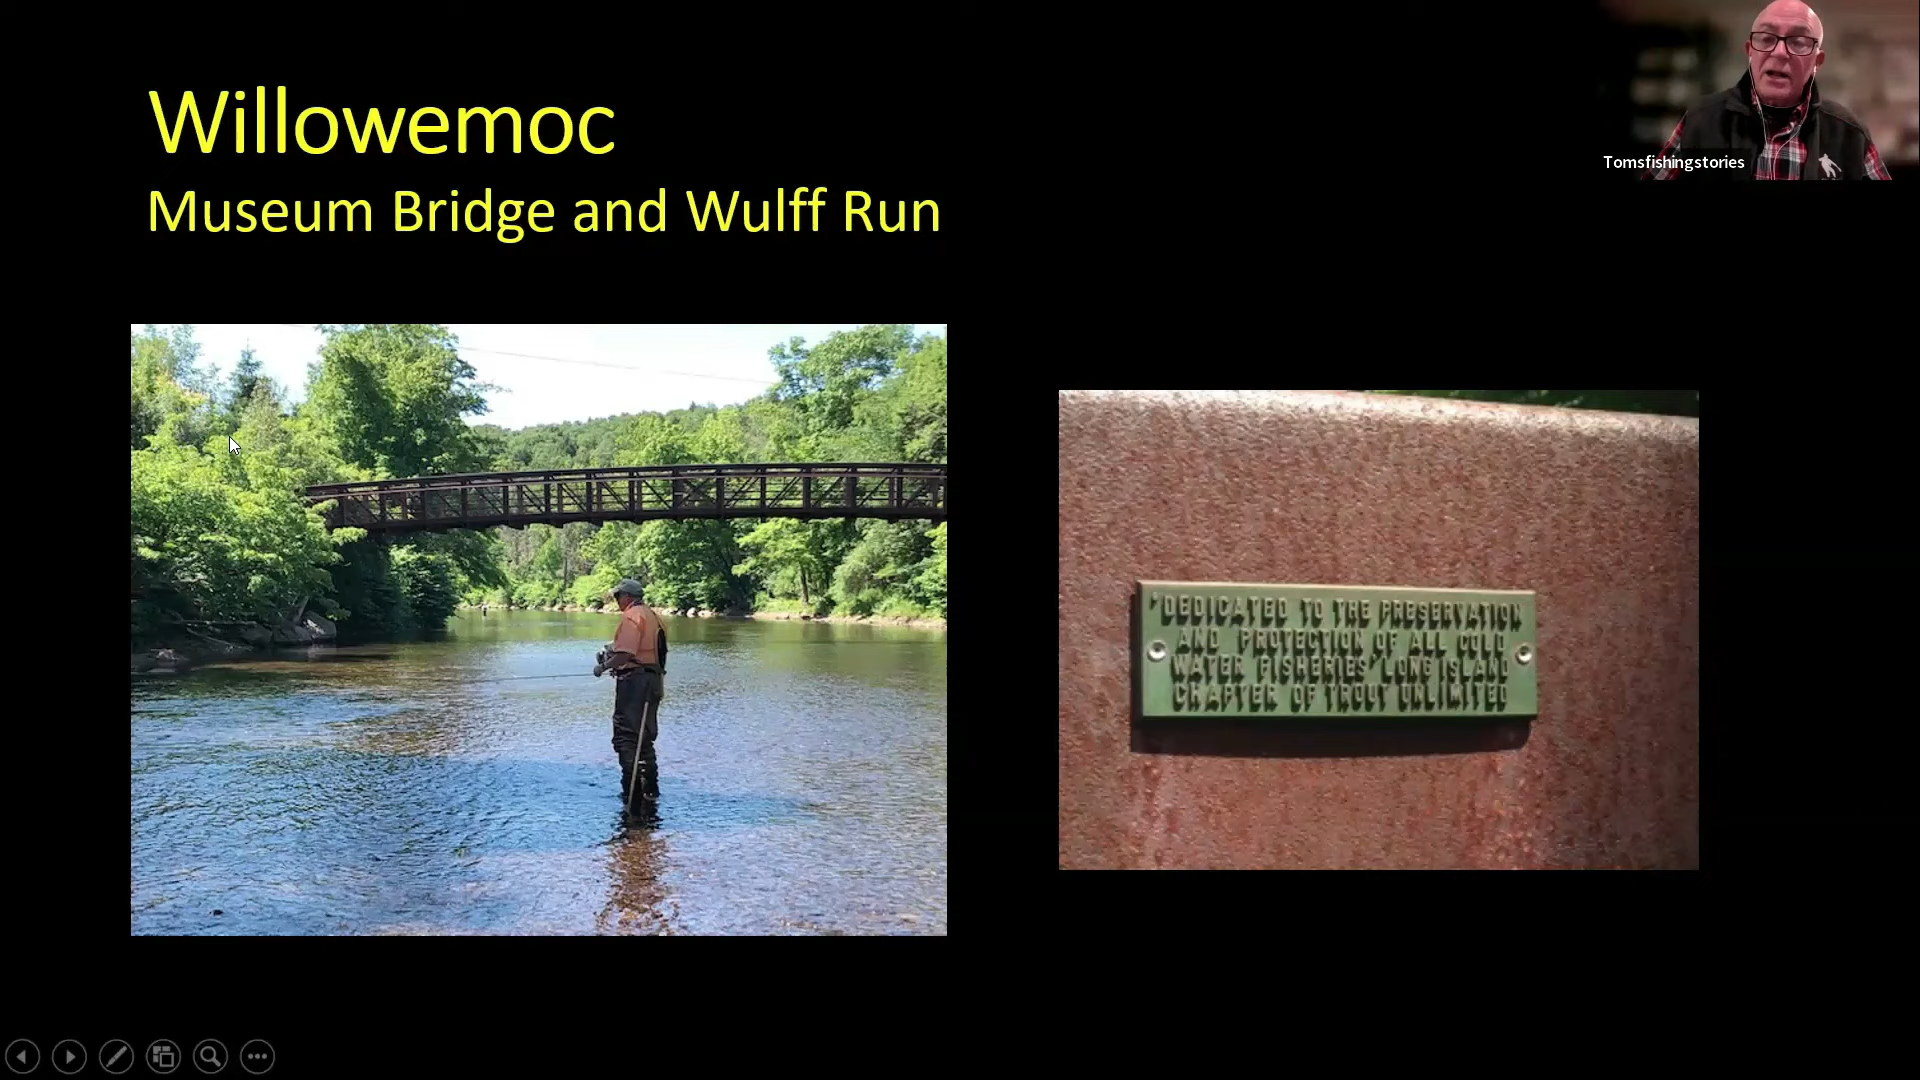 Willowemoc
Museum Bridge and Wulff Run
Tomsfishingstories
"DEDICATED TO THE PRESERVATION
AND PROTECTION OF ALL COLD
WATER FISHERIES" LONG ISLAND
CHAPTER OF TROUT UNLIMITED